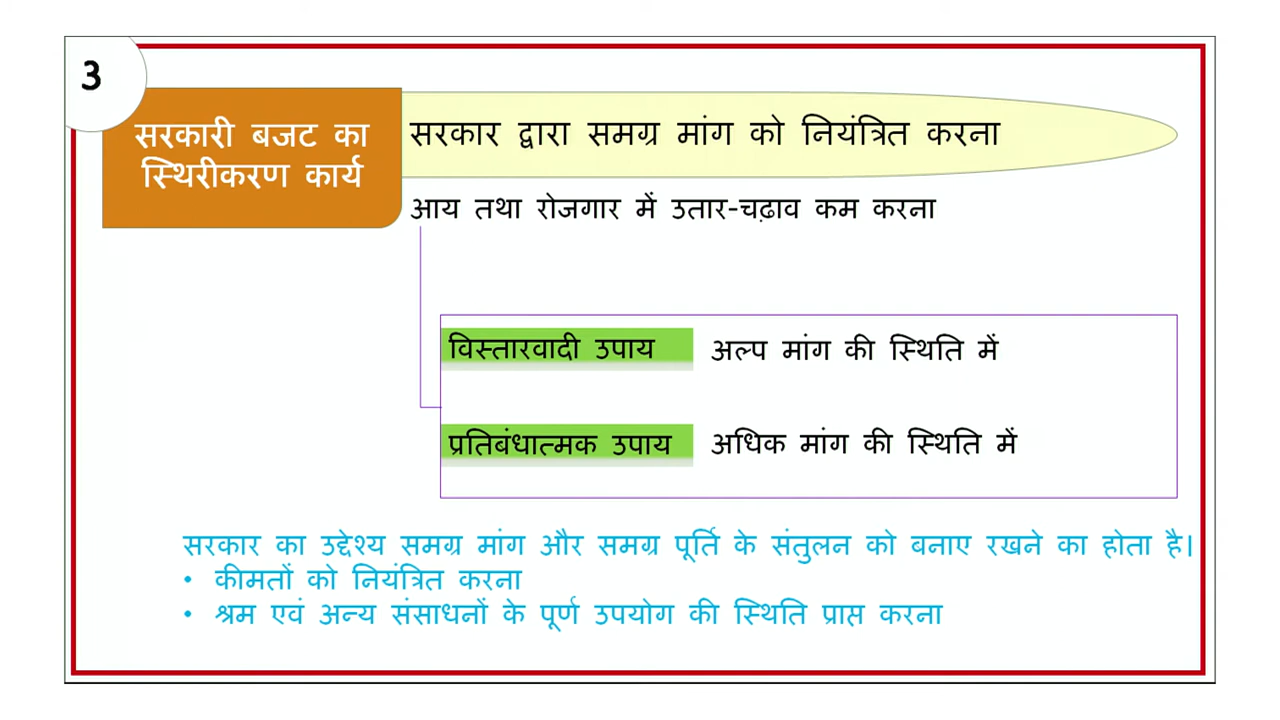 3
सरकारी बजट का
स्थिरीकरण कार्य
सरकार द्वारा समग्र मांग को नियंत्रित करना
आय तथा रोजगार में उतार-चढ़ाव कम करना
विस्तारवादी उपाय अल्प मांग की स्थिति में
प्रतिबंधात्मक उपाय अधिक मांग की स्थिति में
सरकार का उद्देश्य समग्र मांग और समग्र पूर्ति के संतुलन को बनाए रखने का होता है।
• कीमतों को नियंत्रित करना
• श्रम एवं अन्य संसाधनों के पूर्ण उपयोग की स्थिति प्राप्त करना